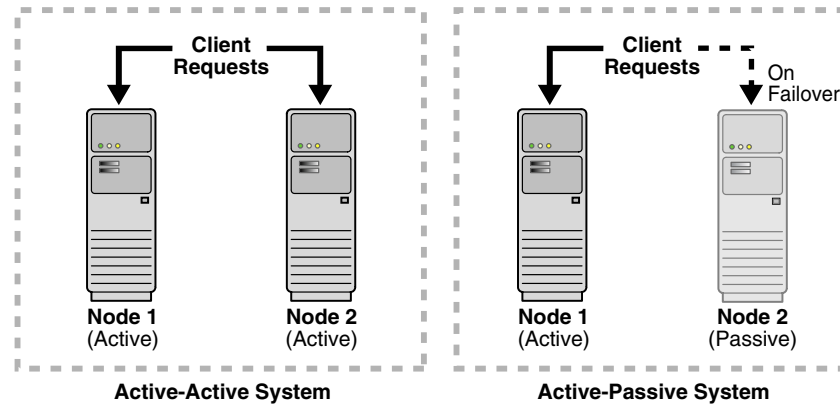 Client
Requests
Node 1
(Active)
Node 2
(Active)
Active-Active System
Client
Requests
On
Failover
Node 1
(Active)
Node 2
(Passive)
Active-Passive System